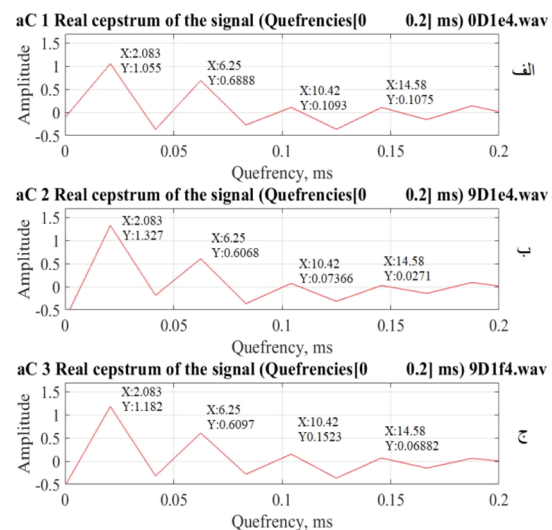 aC 1 Real cepstrum of the signal (Quefrencies[0 0.2] ms) 0D1e4.wav
1.5
1
0.5
0
-0.5
Amplitude
X:2.083
Y:1.055
X:6.25
Y:0.6888
X:10.42
Y:0.1093
X:14.58
Y:0.1075
0 0.05 0.1 0.15 0.2
Quefrency, ms
الف
aC 2 Real cepstrum of the signal (Quefrencies[0 0.2] ms) 9D1e4.wav
1.5
1
0.5
0
-0.5
Amplitude
X:2.083
Y:1.327
X:6.25
Y:0.6068
X:10.42
Y:0.07366
X:14.58
Y:0.0271
0 0.05 0.1 0.15 0.2
Quefrency, ms
aC 3 Real cepstrum of the signal (Quefrencies[0 0.2] ms) 9D1f4.wav
1.5
1
0.5
0
-0.5
Amplitude
X:2.083
Y:1.182
X:6.25
Y:0.6097
X:10.42
Y0.1523
X:14.58
Y:0.06882
0 0.05 0.1 0.15 0.2
Quefrency, ms
ج